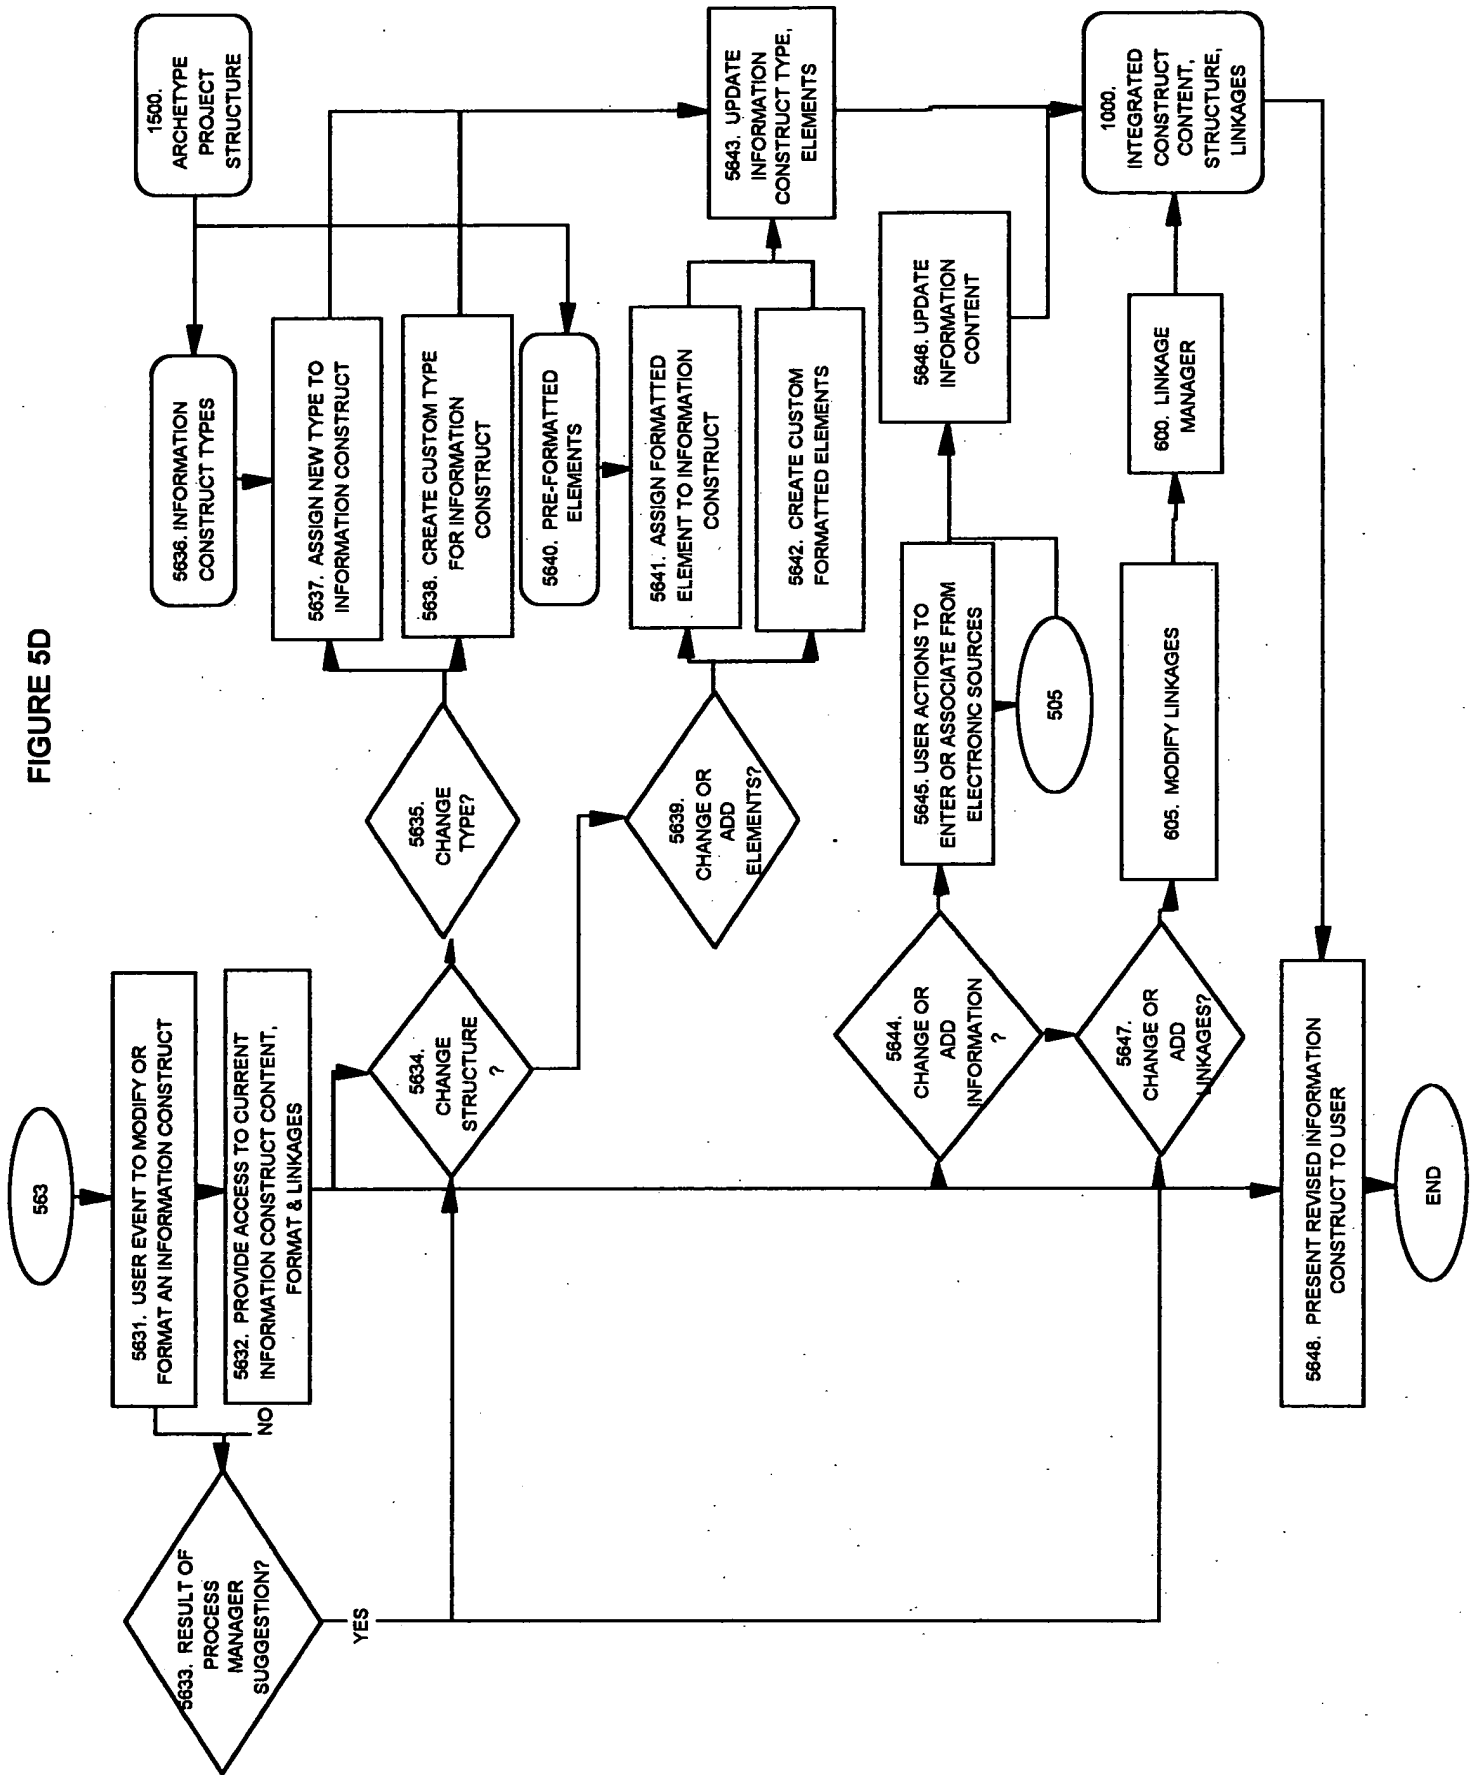 FIGURE 5D
563
5631. USER EVENT TO MODIFY OR
FORMAT AN INFORMATION CONSTRUCT
5632. PROVIDE ACCESS TO CURRENT
INFORMATION CONSTRUCT CONTENT,
FORMAT & LINKAGES
NO
5633. RESULT OF
PROCESS
MANAGER
SUGGESTION?
YES
5634.
CHANGE
STRUCTURE
?
5635.
CHANGE
TYPE?
1500.
ARCHETYPE
PROJECT
STRUCTURE
5636. INFORMATION
CONSTRUCT TYPES
5637. ASSIGN NEW TYPE TO
INFORMATION CONSTRUCT
5638. CREATE CUSTOM TYPE
FOR INFORMATION
CONSTRUCT
5639.
CHANGE OR
ADD
ELEMENTS?
5640. PRE-FORMATTED
ELEMENTS
5641. ASSIGN FORMATTED
ELEMENT TO INFORMATION
CONSTRUCT
5642. CREATE CUSTOM
FORMATTED ELEMENTS
5643. UPDATE
INFORMATION
CONSTRUCT TYPE,
ELEMENTS
5644.
CHANGE OR
ADD
INFORMATION
?
5645. USER ACTIONS TO
ENTER OR ASSOCIATE FROM
ELECTRONIC SOURCES
505
5646. UPDATE
INFORMATION
CONTENT
5647.
CHANGE OR
ADD
LINKAGES?
605. MODIFY LINKAGES
600. LINKAGE
MANAGER
1000.
INTEGRATED
CONSTRUCT
CONTENT,
STRUCTURE,
LINKAGES
5648. PRESENT REVISED INFORMATION
CONSTRUCT TO USER
END